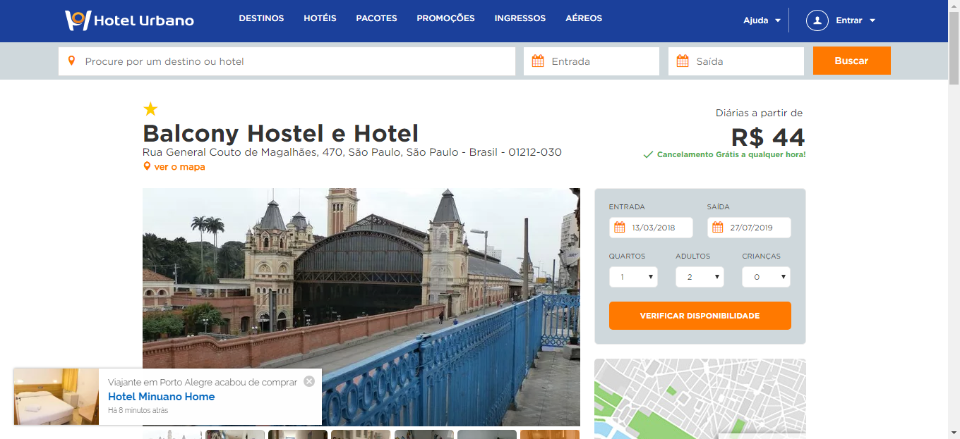 Hotel Urbano
DESTINOS HOTÉIS PACOTES PROMOÇÕES INGRESSOS AÉREOS
Ajuda
Entrar
Procure por um destino ou hotel
Entrada
Saída
Buscar
Balcony Hostel e Hotel
Rua General Couto de Magalhães, 470, São Paulo, São Paulo - Brasil - 01212-030
ver o mapa
Diárias a partir de
R$ 44
Cancelamento Grátis a qualquer hora!
ENTRADA SAÍDA
13/03/2018 27/07/2019
QUARTOS ADULTOS CRIANÇAS
1 2 0
VERIFICAR DISPONIBILIDADE
Viajante em Porto Alegre acabou de comprar
Hotel Minuano Home
Há 8 minutos atrás